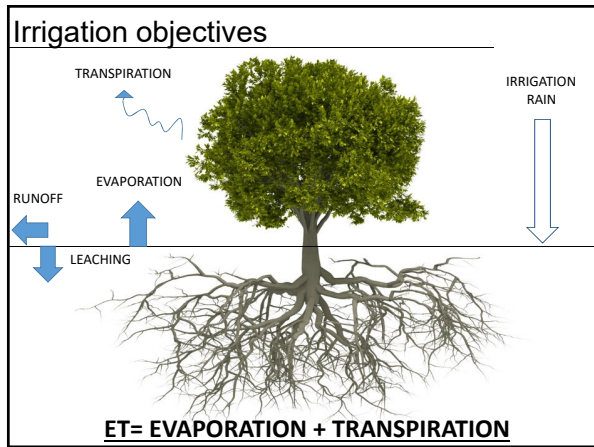 Irrigation objectives
TRANSPIRATION
IRRIGATION
RAIN
EVAPORATION
RUNOFF
LEACHING
ET= EVAPORATION + TRANSPIRATION